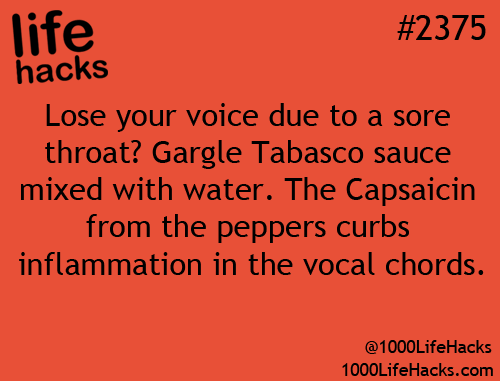 life
hacks
#2375
Lose your voice due to a sore
throat? Gargle Tabasco sauce
mixed with water. The Capsaicin
from the peppers curbs
inflammation in the vocal chords.
@1000LifeHacks
1000LifeHacks.com